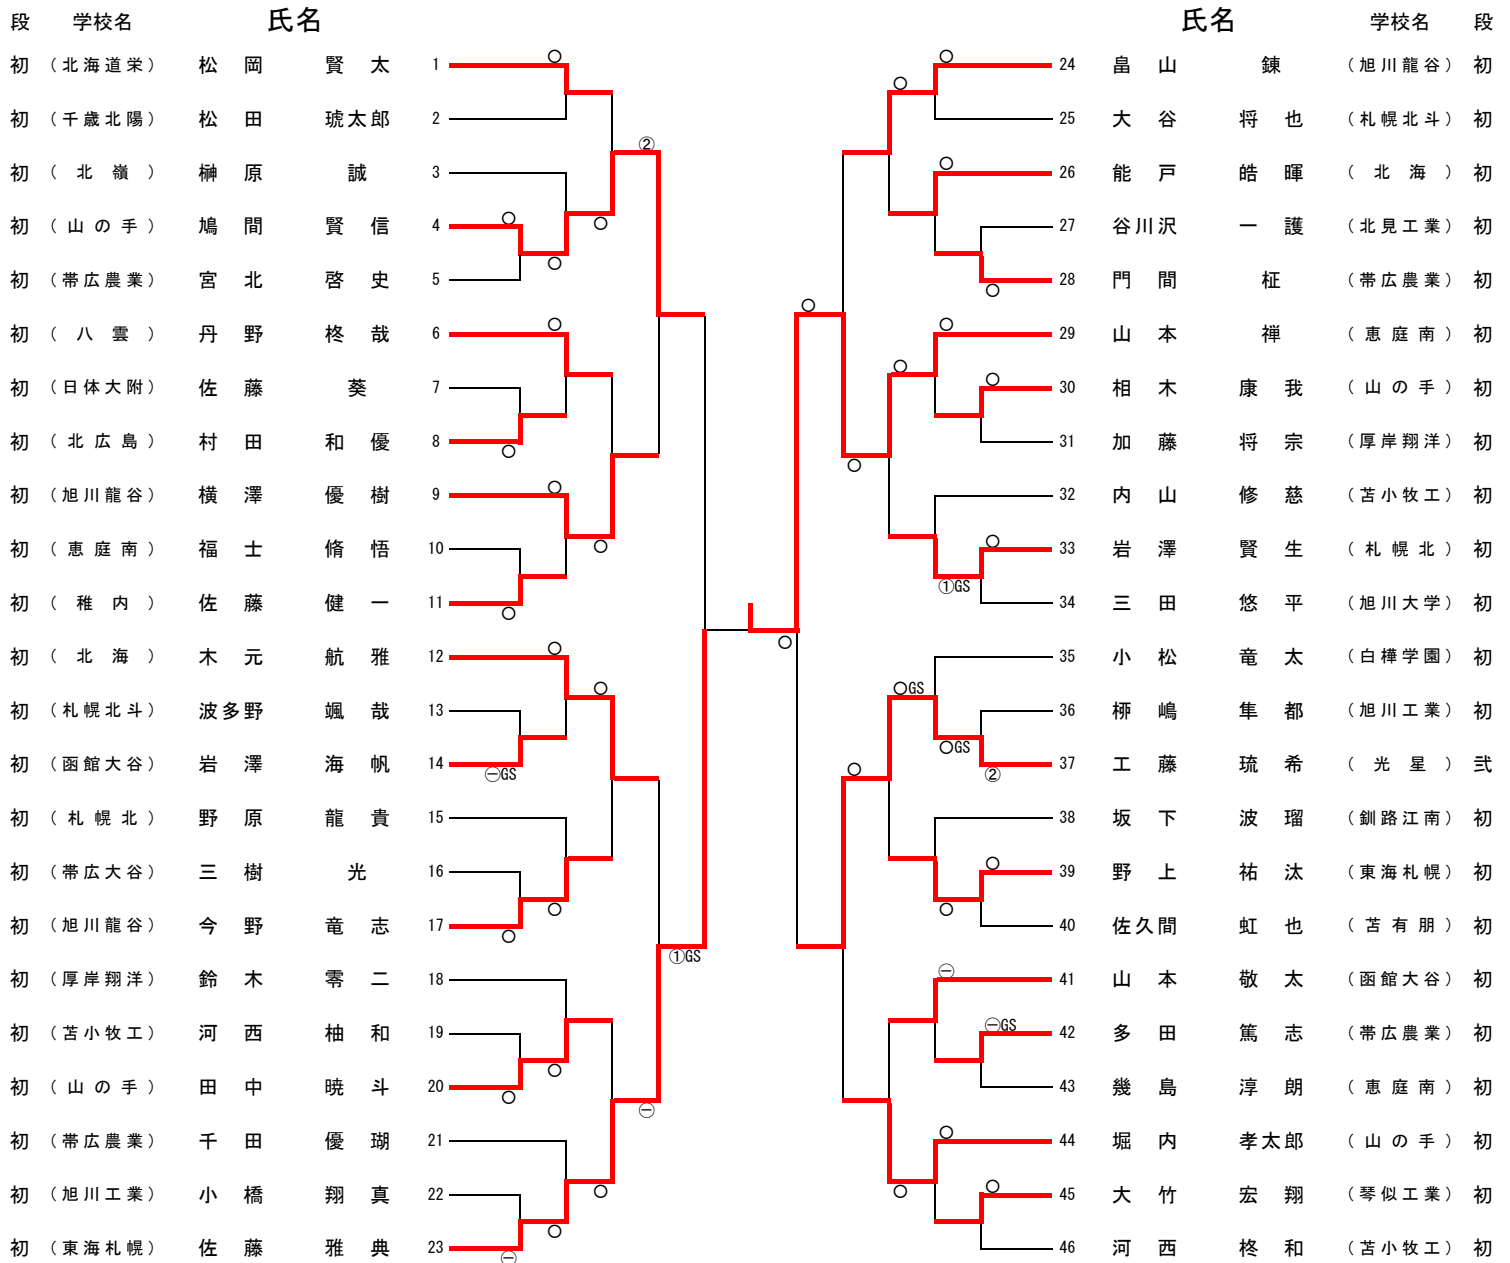 段 学校名 氏名 氏名 学校名 段
初 （北海道栄） 松岡 賢太 1 ○ ○ 24 畠山 錬 （旭川龍谷） 初
○
初 （千歳北陽） 松田 琥太郎 2 25 大谷 将也 （札幌北斗） 初
②
初 （北嶺） 榊原 誠 3 ○ 26 能戸 皓暉 （北海） 初
初 （山の手） 鳩間 賢信 4 ○ ○ 27 谷川沢 一護 （北見工業） 初
○
初 （帯広農業） 宮北 啓史 5 28 門間 柾 （帯広農業） 初
○ ○
初 （八雲） 丹野 柊哉 6 ○ ○ 29 山本 禅 （恵庭南） 初
○
初 （日体大附） 佐藤 葵 7 ○ 30 相木 康我 （山の手） 初
初 （北広島） 村田 和優 8 ○ 31 加藤 将宗 （厚岸翔洋） 初
○
初 （旭川龍谷） 横澤 優樹 9 ○ 32 内山 修慈 （苫小牧工） 初
初 （恵庭南） 福士 脩悟 10 ○ ○ 33 岩澤 賢生 （札幌北） 初
①GS
初 （稚内） 佐藤 健一 11 ○ 34 三田 悠平 （旭川大学） 初
○
初 （北海） 木元 航雅 12 ○ 35 小松 竜太 （白樺学園） 初
○ ○GS
初 （札幌北斗） 波多野 颯哉 13 36 桺嶋 隼都 （旭川工業） 初
○GS
初 （函館大谷） 岩澤 海帆 14 ㊀GS ○ ② 37 工藤 琉希 （光星） 弐
初 （札幌北） 野原 龍貴 15 38 坂下 波瑠 （釧路江南） 初
初 （帯広大谷） 三樹 光 16 ○ 39 野上 祐汰 （東海札幌） 初
○ ○
初 （旭川龍谷） 今野 竜志 17 ○ 40 佐久間 虹也 （苫有朋） 初
①GS
初 （厚岸翔洋） 鈴木 零二 18 ㊀ 41 山本 敬太 （函館大谷） 初
初 （苫小牧工） 河西 柚和 19 ㊀GS 42 多田 篤志 （帯広農業） 初
○
初 （山の手） 田中 暁斗 20 ○ 43 幾島 淳朗 （恵庭南） 初
㊀
初 （帯広農業） 千田 優瑚 21 ○ 44 堀内 孝太郎 （山の手） 初
初 （旭川工業） 小橋 翔真 22 ○ ○ ○ 45 大竹 宏翔 （琴似工業） 初
○
初 （東海札幌） 佐藤 雅典 23 ㊀ 46 河西 柊和 （苫小牧工） 初